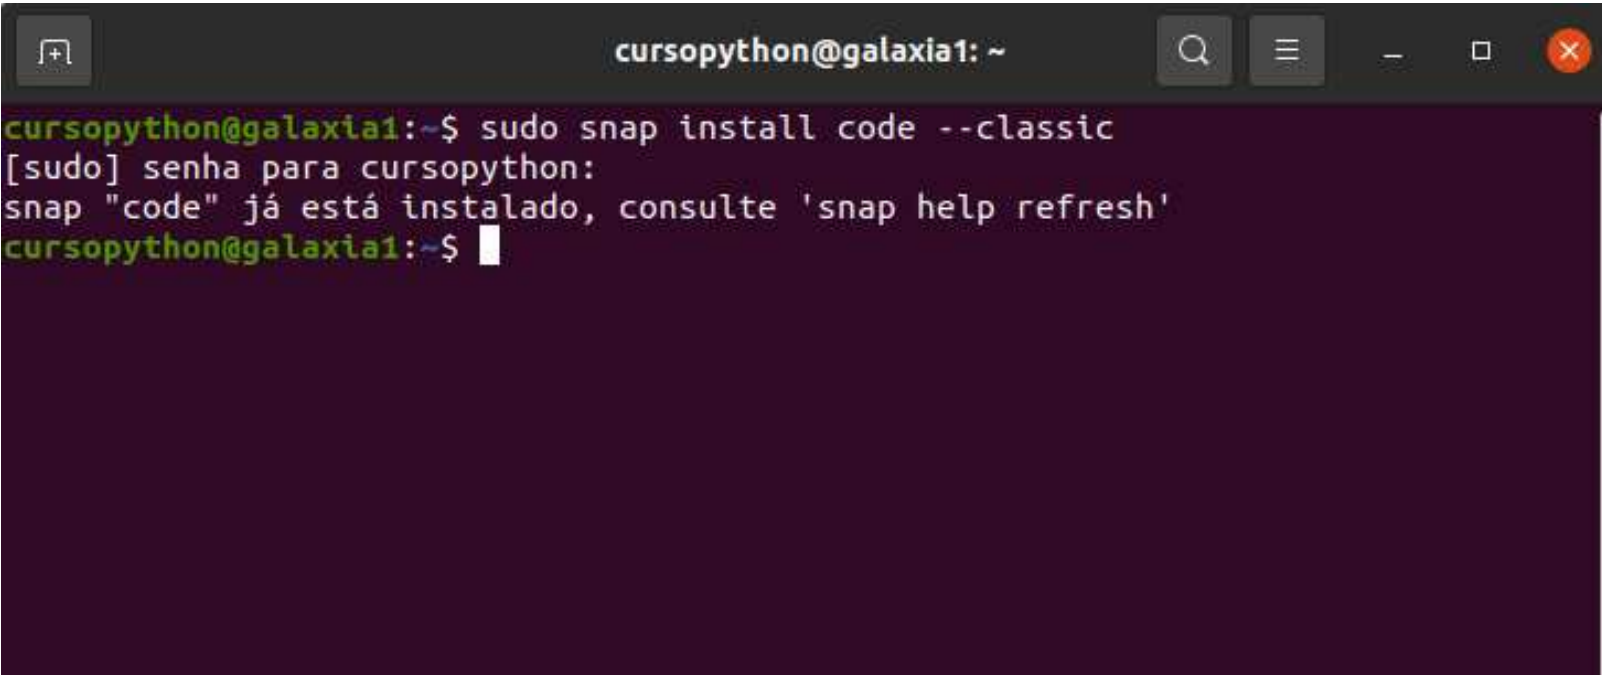 cursopython@galaxia1: ~
cursopython@galaxia1:~$ sudo snap install code --classic
[sudo] senha para cursopython:
snap "code" já está instalado, consulte 'snap help refresh'
cursopython@galaxia1:~$